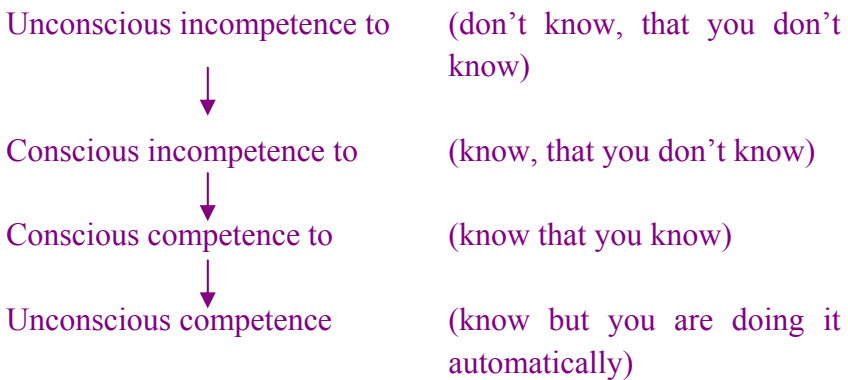 Unconscious incompetence to (don’t know, that you don’t
know)
Conscious incompetence to (know, that you don’t know)
Conscious competence to (know that you know)
Unconscious competence (know but you are doing it
automatically)